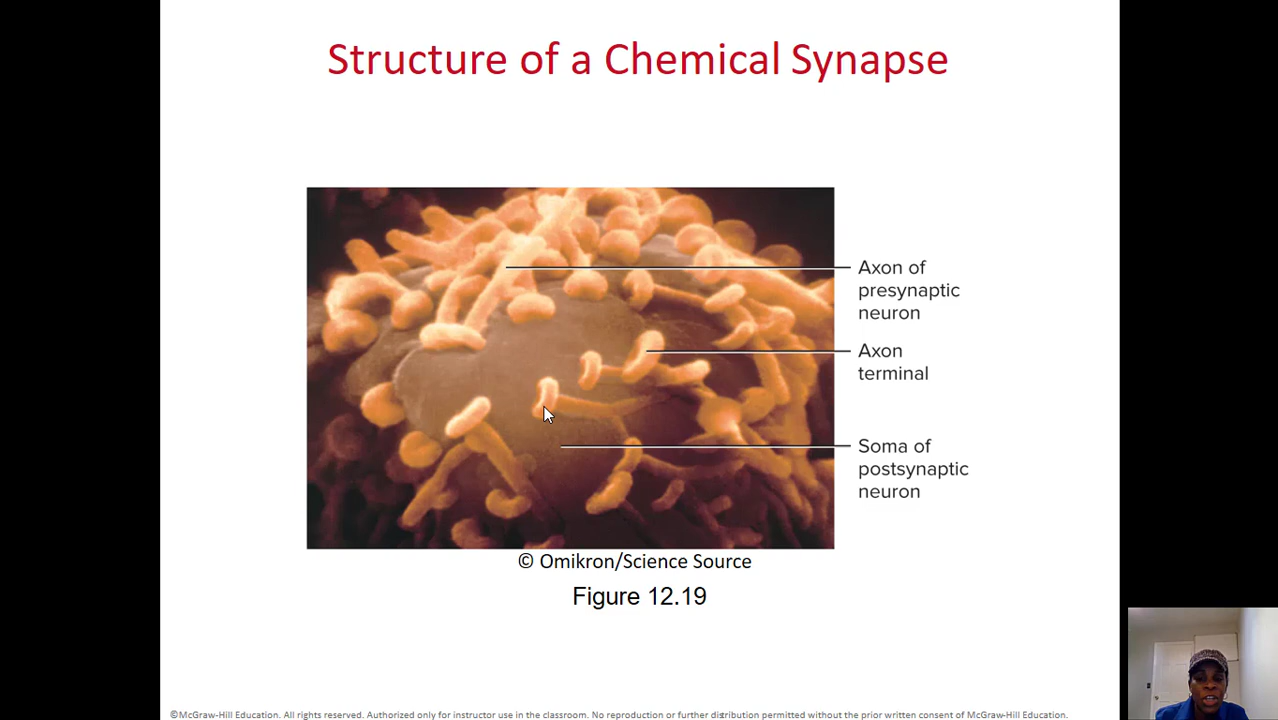 Structure of a Chemical Synapse
Axon of
presynaptic
neuron
Axon
terminal
Soma of
postsynaptic
neuron
© Omikron/Science Source
Figure 12.19
©McGraw-Hill Education. All rights reserved. Authorized only for instructor use in the classroom. No reproduction or further distribution permitted without the prior written consent of McGraw-Hill Education.